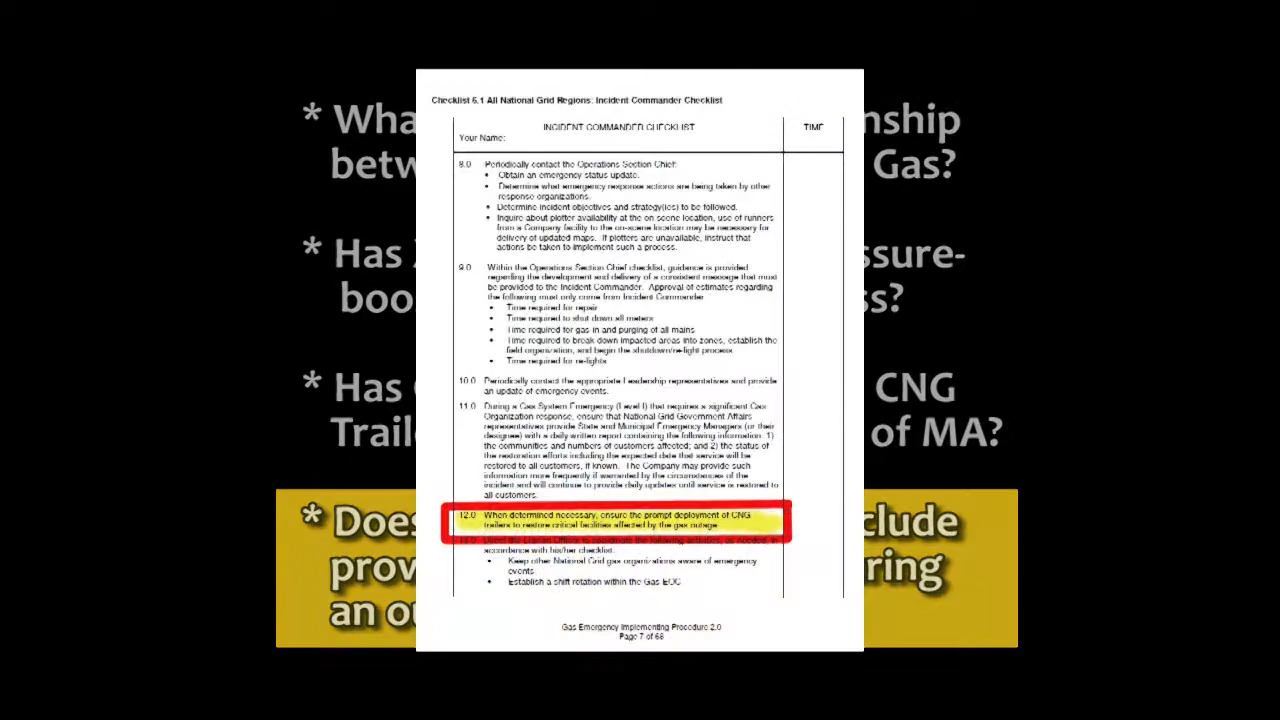 Checklist 6.1 All National Grid Regions: Incident Commander Checklist
INCIDENT COMMANDER CHECKLIST
TIME
Your Name:
8.0 Periodically contact the Operations Section Chief:
• Obtain an emergency status update.
• Determine what emergency response actions are being taken by other
response organizations.
• Determine incident objectives and strategy(ies) to be followed.
• Inquire about plotter availability at the on scene location, use of runners
from a Company facility to the on-scene location may be necessary for
delivery of updated maps. If plotters are unavailable, instruct that
actions be taken to implement such a process.
9.0 Within the Operations Section Chief checklist, guidance is provided
regarding the development and delivery of a consistent message that must
be provided to the Incident Commander. Approval of estimates regarding
the following must only come from Incident Commander
• Time required for repair
• Time required to shut down all meters
• Time required for gas in and purging of all mains
• Time required to break down impacted areas into zones, establish the
field organization, and begin the shutdown/re-light process
• Time required for re-lights
10.0 Periodically contact the appropriate Leadership representatives and provide
an update of emergency events.
11.0 During a Gas System Emergency (Level I) that requires a significant Gas
Organization response, ensure that National Grid Government Affairs
representatives provide State and Municipal Emergency Managers (or their
designee) with a daily written report containing the following information: 1)
the communities and numbers of customers affected; and 2) the status of
the restoration efforts including the expected date that service will be
restored to all customers, if known. The Company may provide such
information more frequently if warranted by the circumstances of the
incident and will continue to provide daily updates until service is restored to
all customers.
12.0 When determined necessary, ensure the prompt deployment of CNG
trailers to restore critical facilities affected by the gas outage
13.0 Direct the Liaison Officer to coordinate the following activities, as needed, in
accordance with his/her checklist.
• Keep other National Grid gas organizations aware of emergency
events
• Establish a shift rotation within the Gas EOC
Gas Emergency Implementing Procedure 2.0
Page 7 of 68
* Wha nship
betw Gas?
* Has ssure-
boo ss?
* Has CNG
Traile of MA?
* Does clude
prov ring
an ou